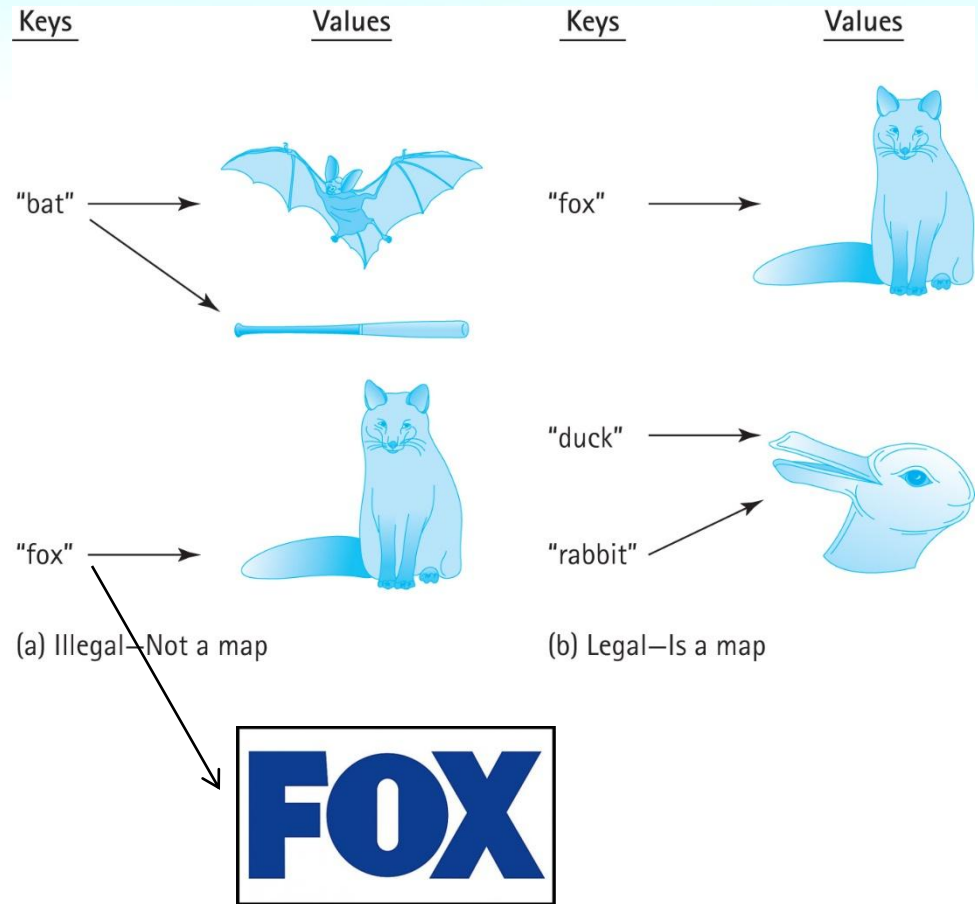 Keys Values Keys Values
“bat”
“fox”
“duck”
“fox”
“rabbit”
(a) Illegal—Not a map
(b) Legal—Is a map
FOX